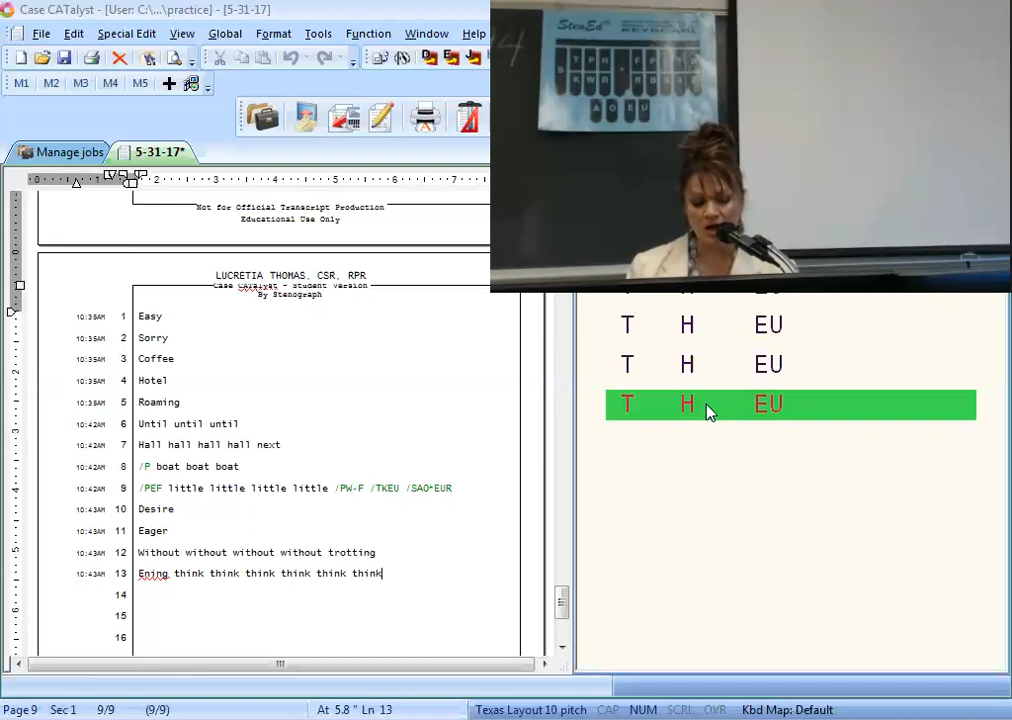 Case CATalyst - [User: C:\...\practice] - [5-31-17]
File Edit Special Edit View Global Format Tools Function Window Help
M1 M2 M3 M4 M5
Manage jobs 5-31-17*
Not for Official Transcript Production
Educational Use Only
LUCRETIA THOMAS, CSR, RPR
Case CATalyst - Student Version
By Stenograph
10:35AM 1 Easy
10:35AM 2 Sorry
10:35AM 3 Coffee
10:35AM 4 Hotel
10:35AM 5 Roaming
10:42AM 6 Until until until
10:42AM 7 Hall hall hall hall next
10:42AM 8 /P boat boat boat
10:43AM 9 /PEF little little little little /PW-F /TKEU /SAO*EUR
10:43AM 10 Desire
10:43AM 11 Eager
10:43AM 12 Without without without without trotting
10:43AM 13 Ening think think think think think think
14
15
16
StenEd
KEYBOARD
T P H F P L T D
S K W R R B G S
A O E U
T H EU
T H EU
T H EU
Page 9 Sec 1 9/9 (9/9) At 5.8 " Ln 13 Texas Layout 10 pitch CAP NUM SCRL OVR Kbd Map: Default